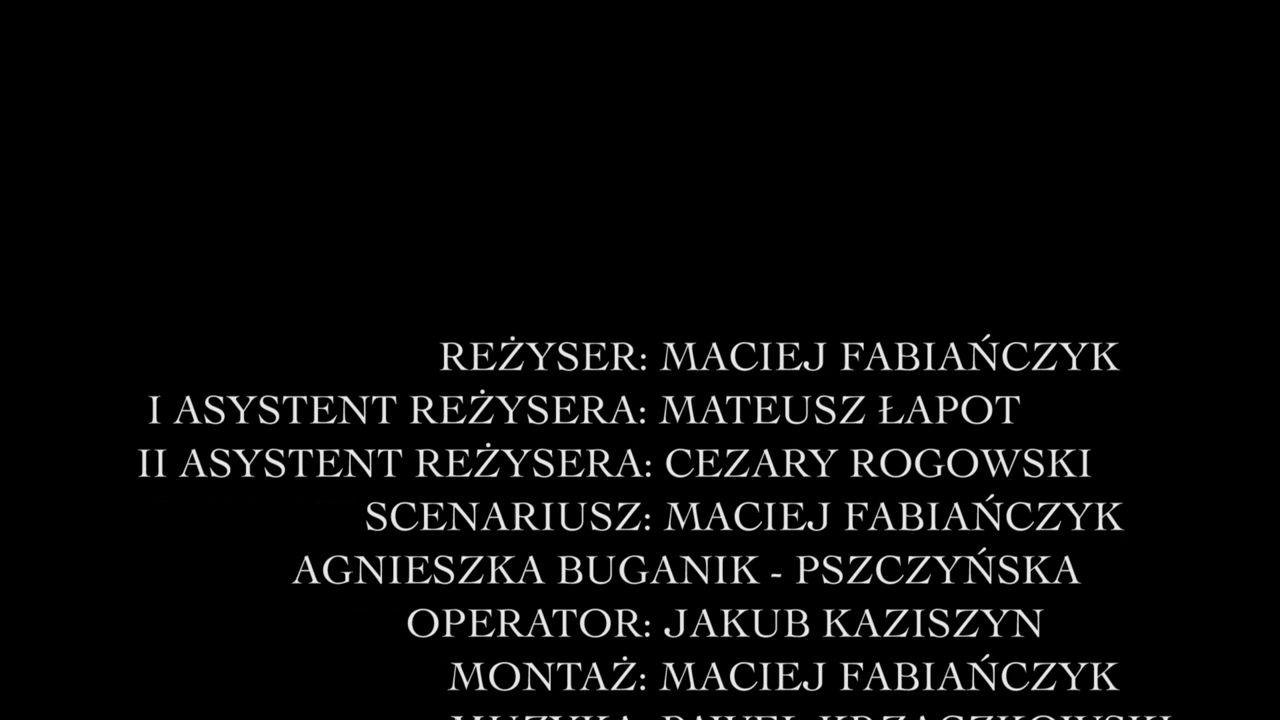 REŻYSER: MACIEJ FABIAŃCZYK
I ASYSTENT REŻYSERA: MATEUSZ ŁAPOT
II ASYSTENT REŻYSERA: CEZARY ROGOWSKI
SCENARIUSZ: MACIEJ FABIAŃCZYK
AGNIESZKA BUGANIK - PSZCZYŃSKA
OPERATOR: JAKUB KAZISZYN
MONTAŻ: MACIEJ FABIAŃCZYK